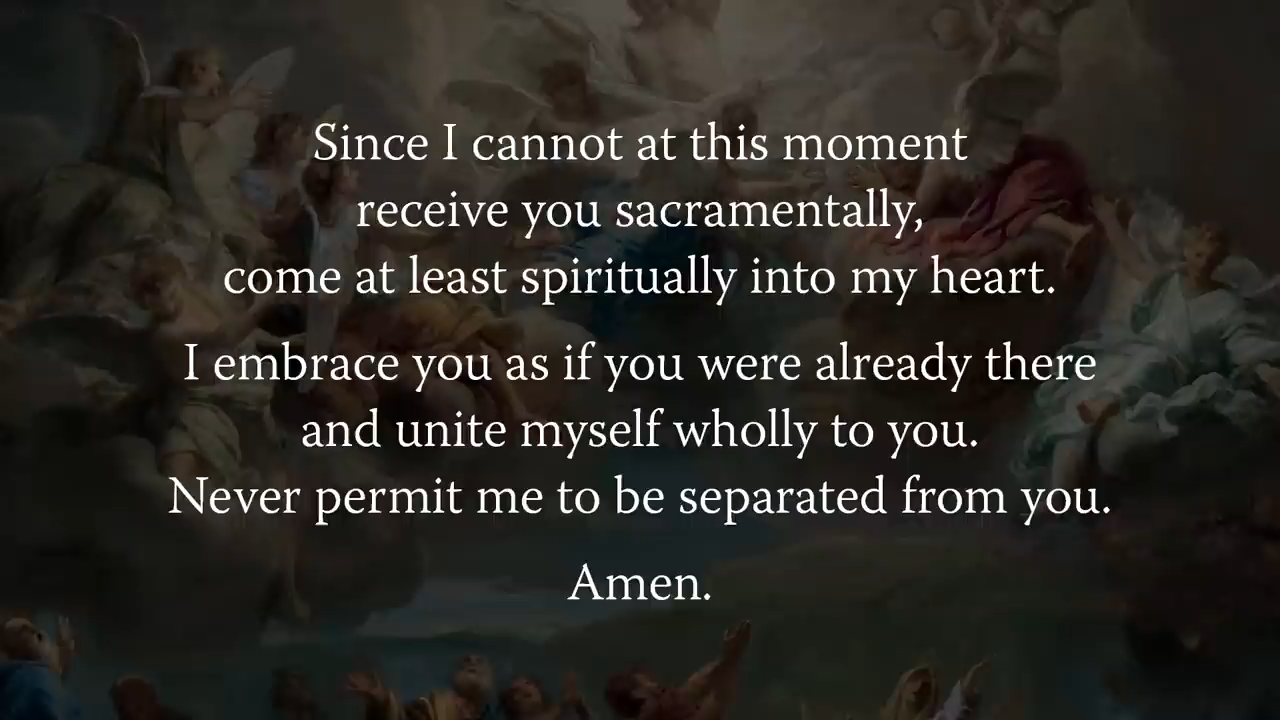 Since I cannot at this moment
receive you sacramentally,
come at least spiritually into my heart.
I embrace you as if you were already there
and unite myself wholly to you.
Never permit me to be separated from you.
Amen.